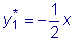 y₁* = −1/2 x